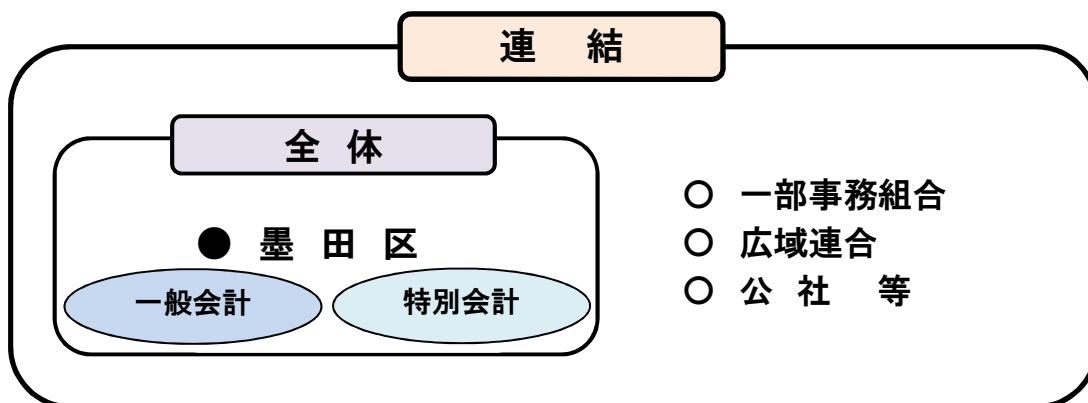 連 結
全 体
● 墨 田 区
一般会計
特別会計
○ 一部事務組合
○ 広域連合
○ 公 社 等